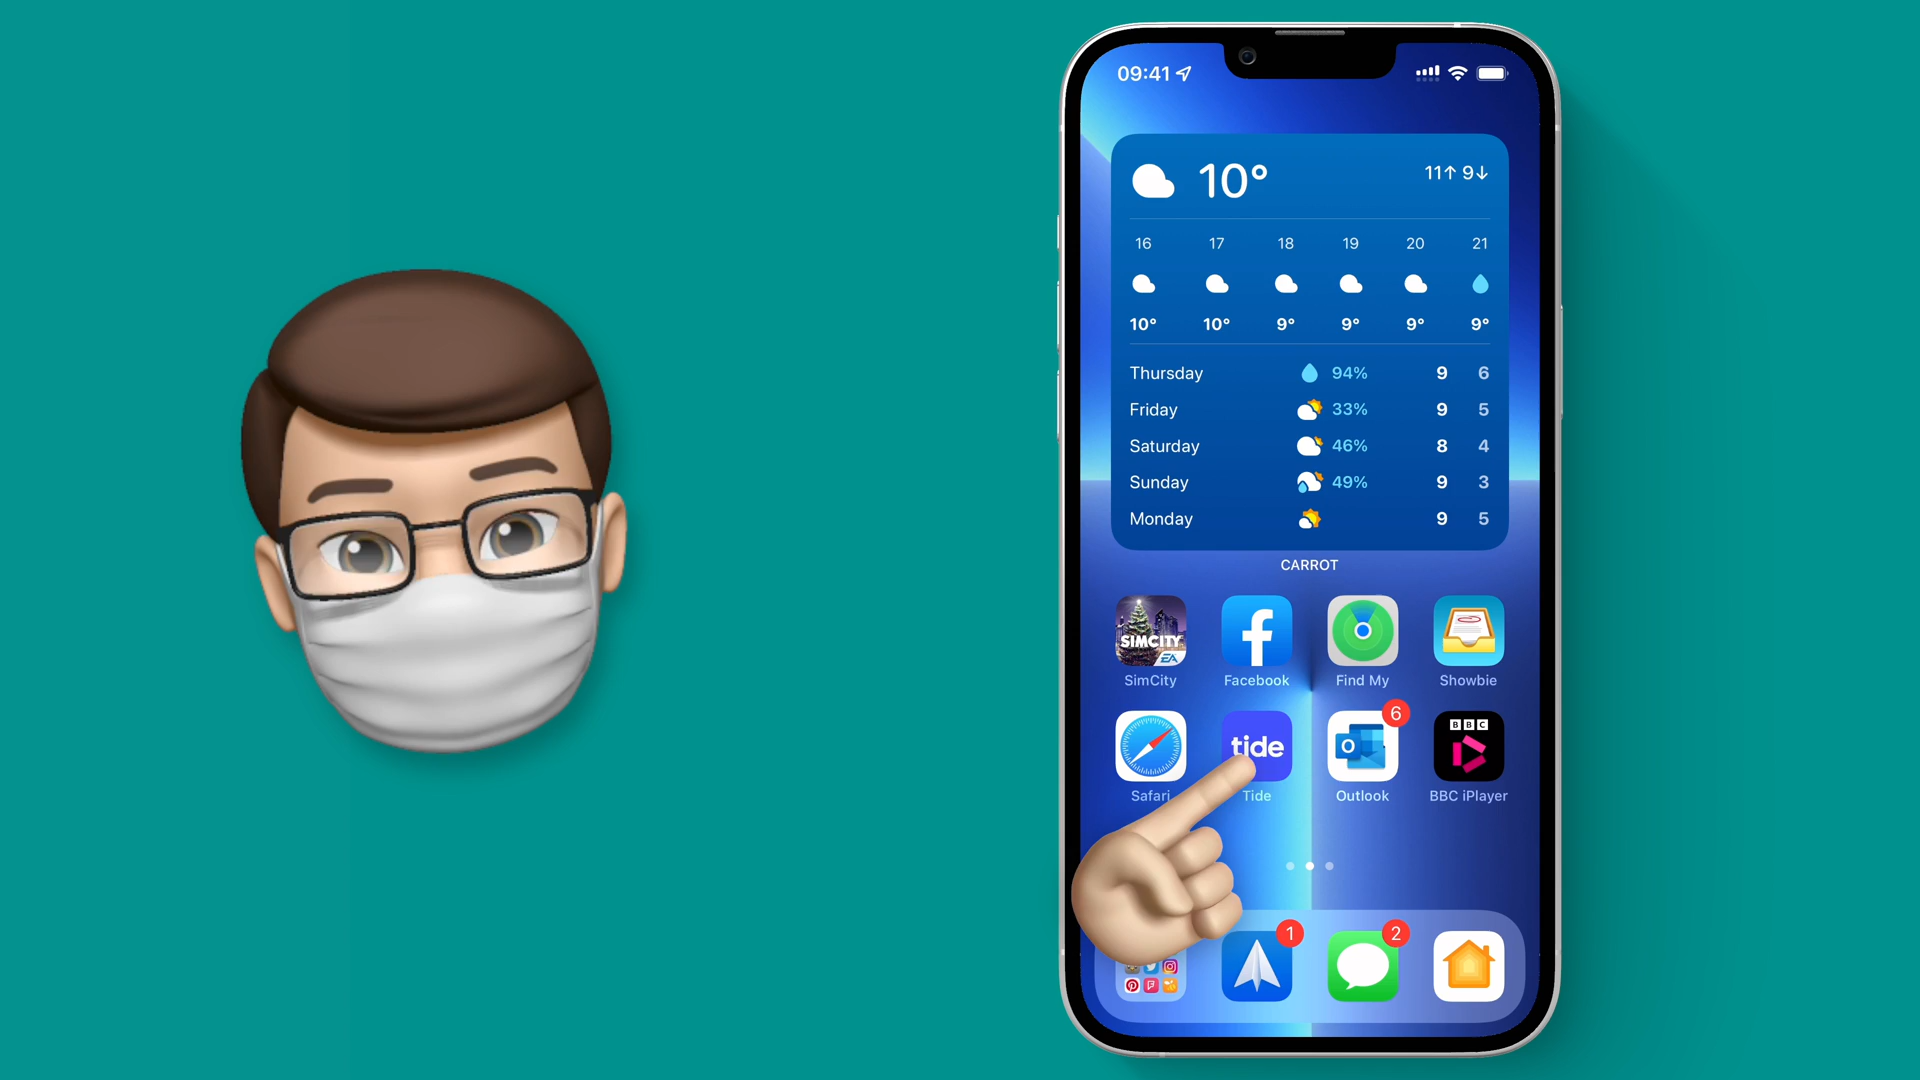 09:41
10° 11↑ 9↓
16 17 18 19 20 21
10° 10° 9° 9° 9° 9°
Thursday 94% 9 6
Friday 33% 9 5
Saturday 46% 8 4
Sunday 49% 9 3
Monday 9 5
CARROT
SIMCITY
EA
SimCity Facebook Find My Showbie
6
tide
O
BBC
Safari Tide Outlook BBC iPlayer
1
2